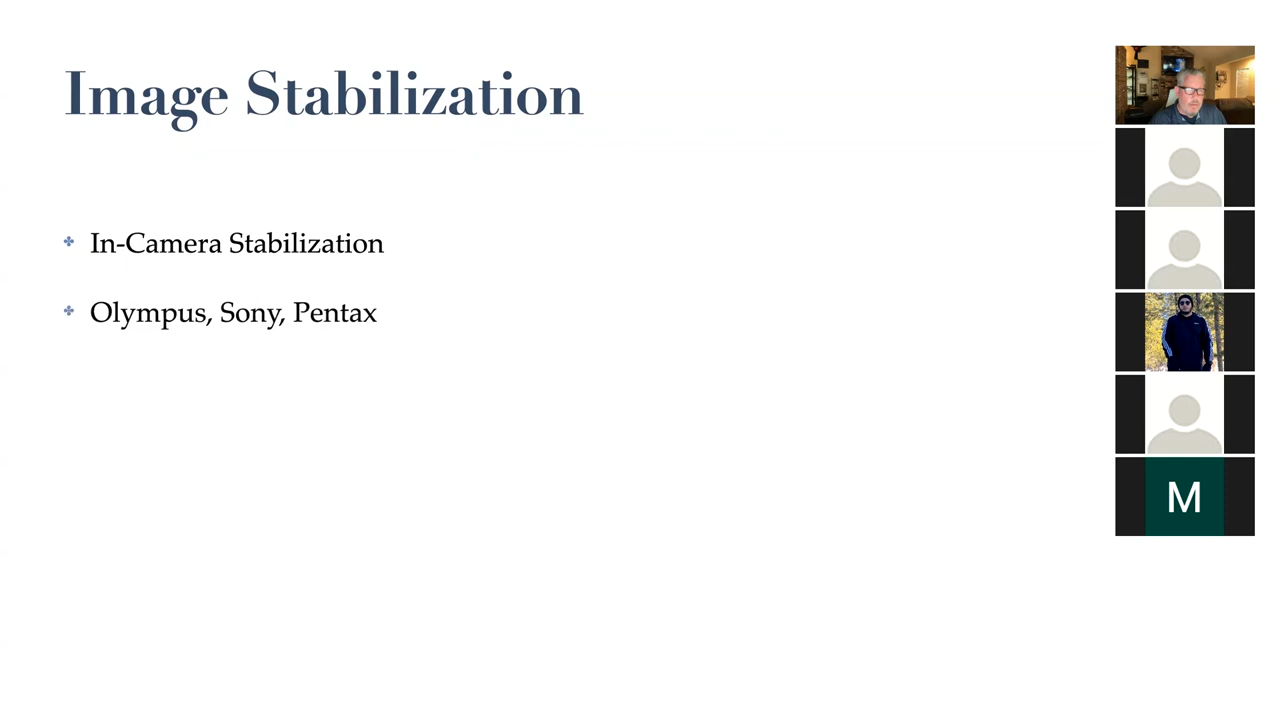 Image Stabilization
In-Camera Stabilization
Olympus, Sony, Pentax
M